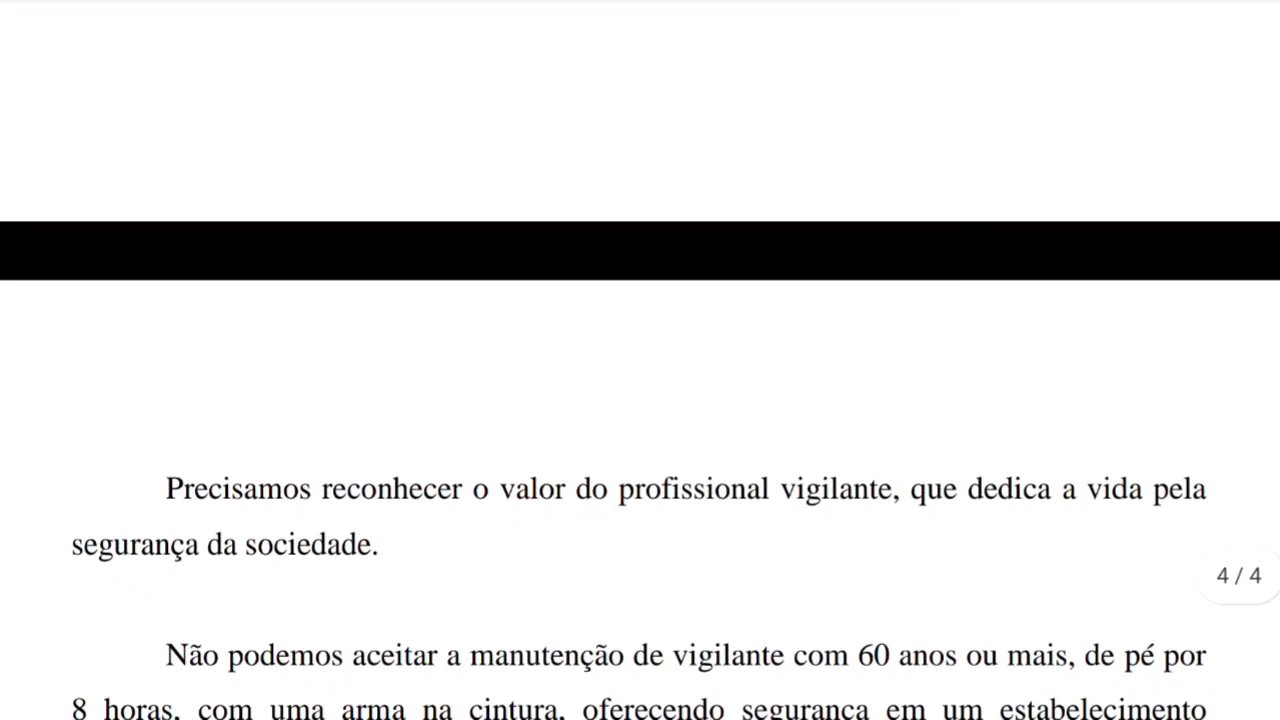 Precisamos reconhecer o valor do profissional vigilante, que dedica a vida pela
segurança da sociedade.
4 / 4
Não podemos aceitar a manutenção de vigilante com 60 anos ou mais, de pé por
8 horas, com uma arma na cintura, oferecendo segurança em um estabelecimento